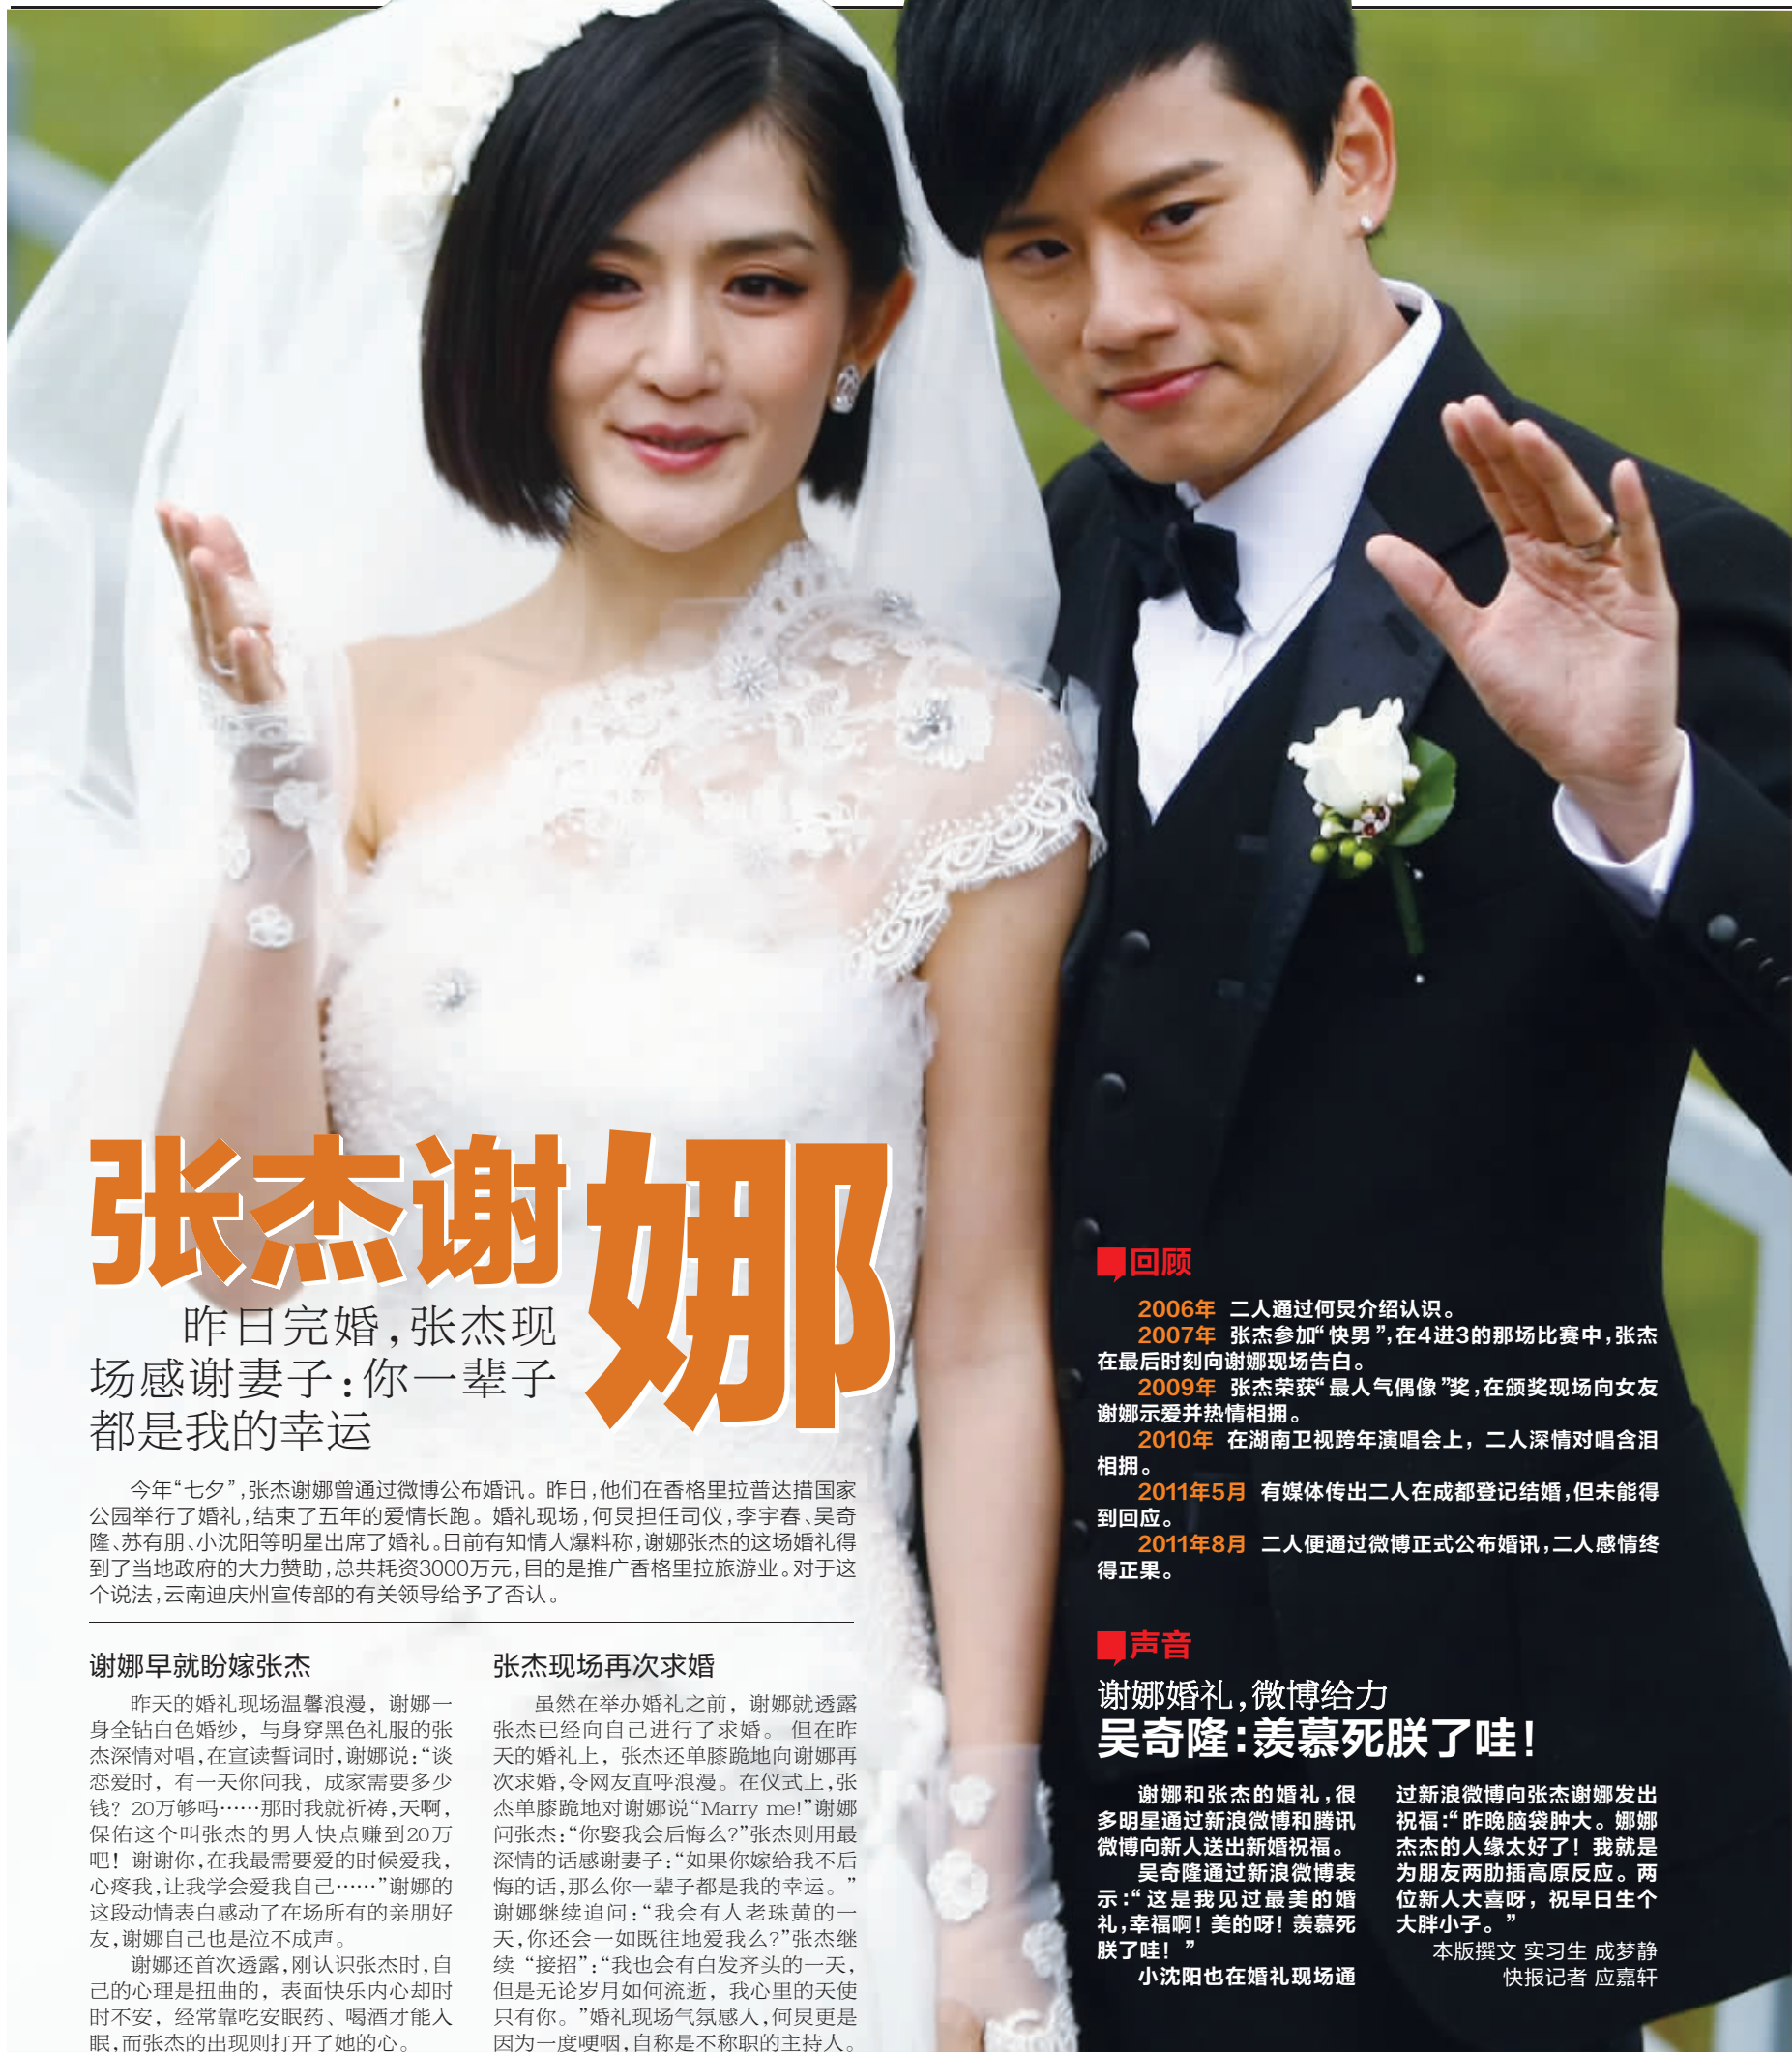 张杰谢娜
昨日完婚,张杰现
场感谢妻子:你一辈子
都是我的幸运
今年“七夕”,张杰谢娜曾通过微博公布婚讯。昨日,他们在香格里拉普达措国家
公园举行了婚礼,结束了五年的爱情长跑。婚礼现场,何炅担任司仪,李宇春、吴奇
隆、苏有朋、小沈阳等明星出席了婚礼。日前有知情人爆料称,谢娜张杰的这场婚礼得
到了当地政府的大力赞助,总共耗资3000万元,目的是推广香格里拉旅游业。对于这
个说法,云南迪庆州宣传部的有关领导给予了否认。
谢娜早就盼嫁张杰
昨天的婚礼现场温馨浪漫,谢娜一
身全钻白色婚纱,与身穿黑色礼服的张
杰深情对唱,在宣读誓词时,谢娜说:“谈
恋爱时,有一天你问我,成家需要多少
钱?20万够吗……那时我就祈祷,天啊,
保佑这个叫张杰的男人快点赚到20万
吧!谢谢你,在我最需要爱的时候爱我,
心疼我,让我学会爱我自己……”谢娜的
这段动情表白感动了在场所有的亲朋好
友,谢娜自己也是泣不成声。
谢娜还首次透露,刚认识张杰时,自
己的心理是扭曲的,表面快乐内心却时
时不安,经常靠吃安眠药、喝酒才能入
眠,而张杰的出现则打开了她的心。
张杰现场再次求婚
虽然在举办婚礼之前,谢娜就透露
张杰已经向自己进行了求婚。但在昨
天的婚礼上,张杰还单膝跪地向谢娜再
次求婚,令网友直呼浪漫。在仪式上,张
杰单膝跪地对谢娜说“Marry me!”谢娜
问张杰:“你娶我会后悔么?”张杰则用最
深情的话感谢妻子:“如果你嫁给我不后
悔的话,那么你一辈子都是我的幸运。”
谢娜继续追问:“我会有人老珠黄的一
天,你还会一如既往地爱我么?”张杰继
续“接招”:“我也会有白发齐头的一天,
但是无论岁月如何流逝,我心里的天使
只有你。”婚礼现场气氛感人,何炅更是
因为一度哽咽,自称是不称职的主持人。
回顾
2006年 二人通过何炅介绍认识。
2007年 张杰参加“快男”,在4进3的那场比赛中,张杰
在最后时刻向谢娜现场告白。
2009年 张杰荣获“最人气偶像”奖,在颁奖现场向女友
谢娜示爱并热情相拥。
2010年 在湖南卫视跨年演唱会上,二人深情对唱含泪
相拥。
2011年5月 有媒体传出二人在成都登记结婚,但未能得
到回应。
2011年8月 二人便通过微博正式公布婚讯,二人感情终
得正果。
声音
谢娜婚礼,微博给力
吴奇隆:羡慕死朕了哇!
谢娜和张杰的婚礼,很
多明星通过新浪微博和腾讯
微博向新人送出新婚祝福。
吴奇隆通过新浪微博表
示:“这是我见过最美的婚
礼,幸福啊!美的呀!羡慕死
朕了哇!”
小沈阳也在婚礼现场通
过新浪微博向张杰谢娜发出
祝福:“昨晚脑袋肿大。娜娜
杰杰的人缘太好了!我就是
为朋友两肋插高原反应。两
位新人大喜呀,祝早日生个
大胖小子。”
本版撰文 实习生 成梦静
快报记者 应嘉轩